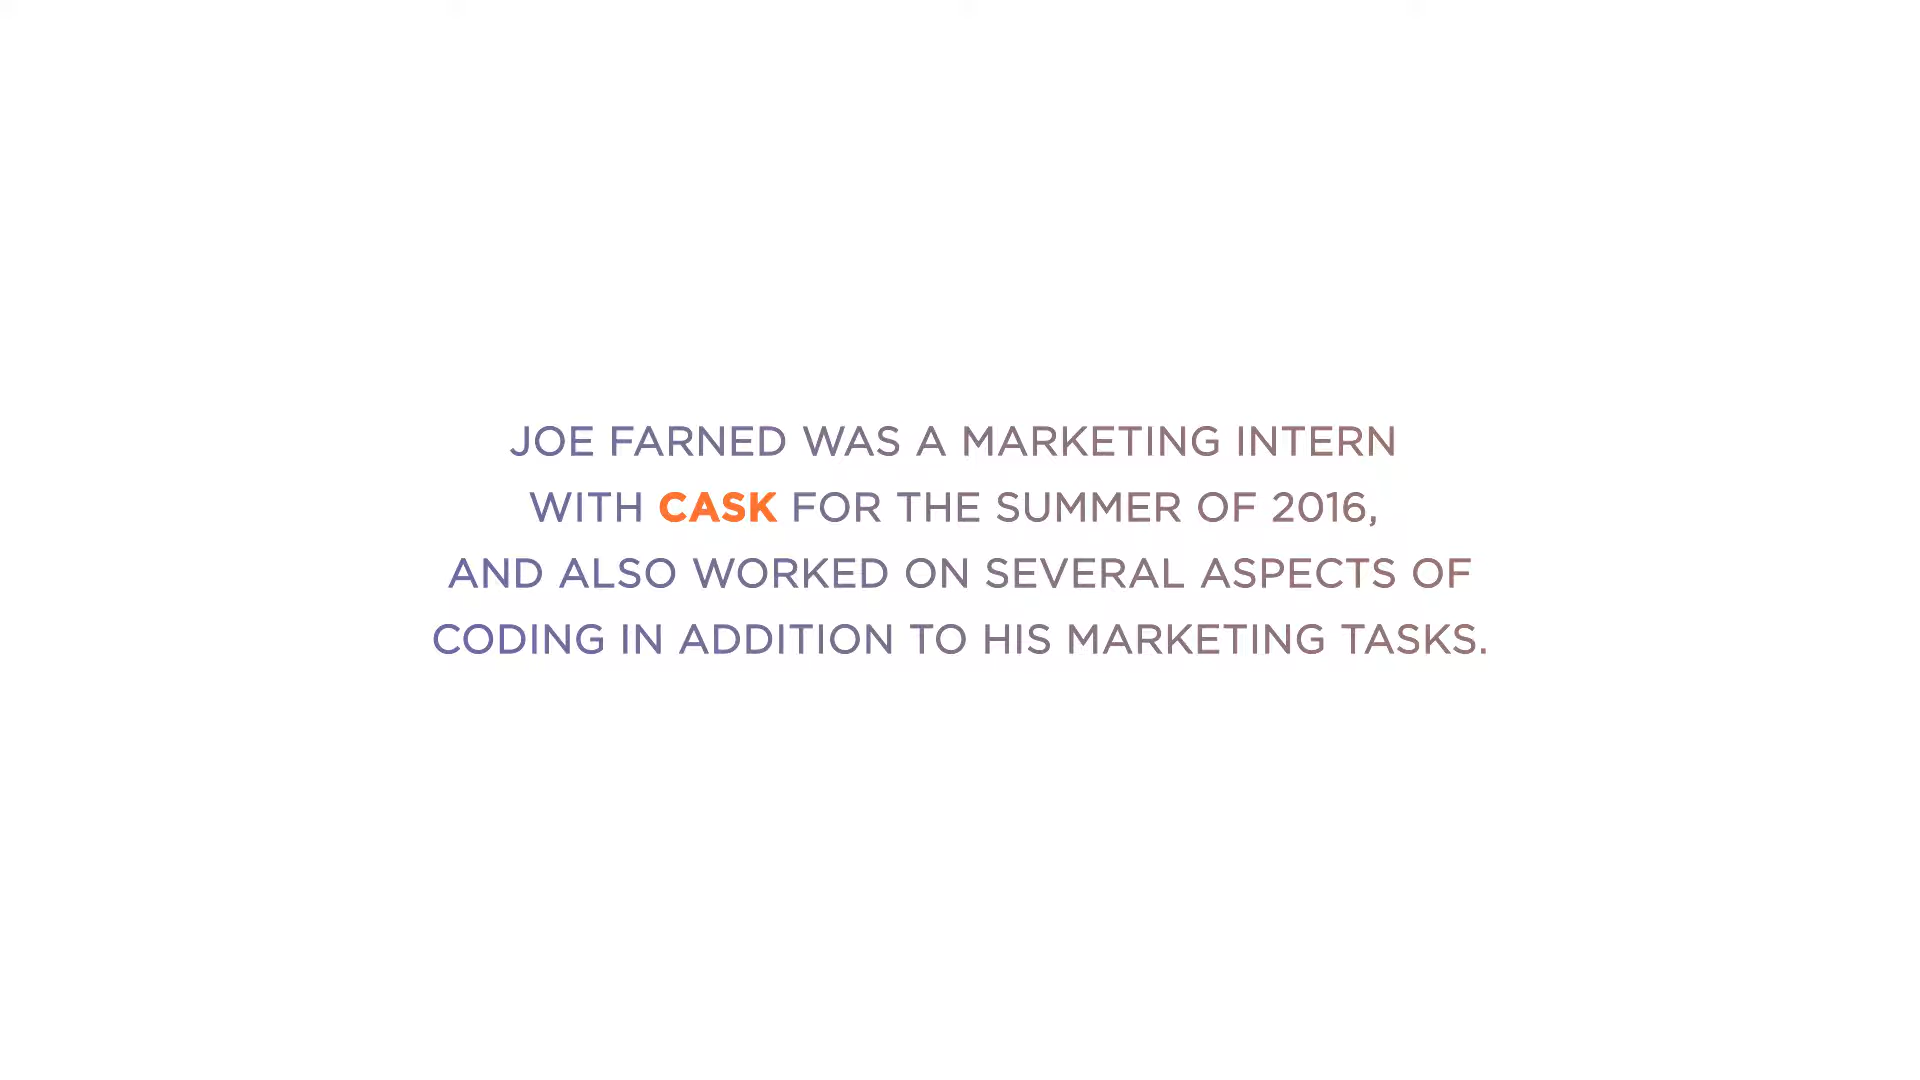 JOE FARNED WAS A MARKETING INTERN
WITH CASK FOR THE SUMMER OF 2016,
AND ALSO WORKED ON SEVERAL ASPECTS OF
CODING IN ADDITION TO HIS MARKETING TASKS.